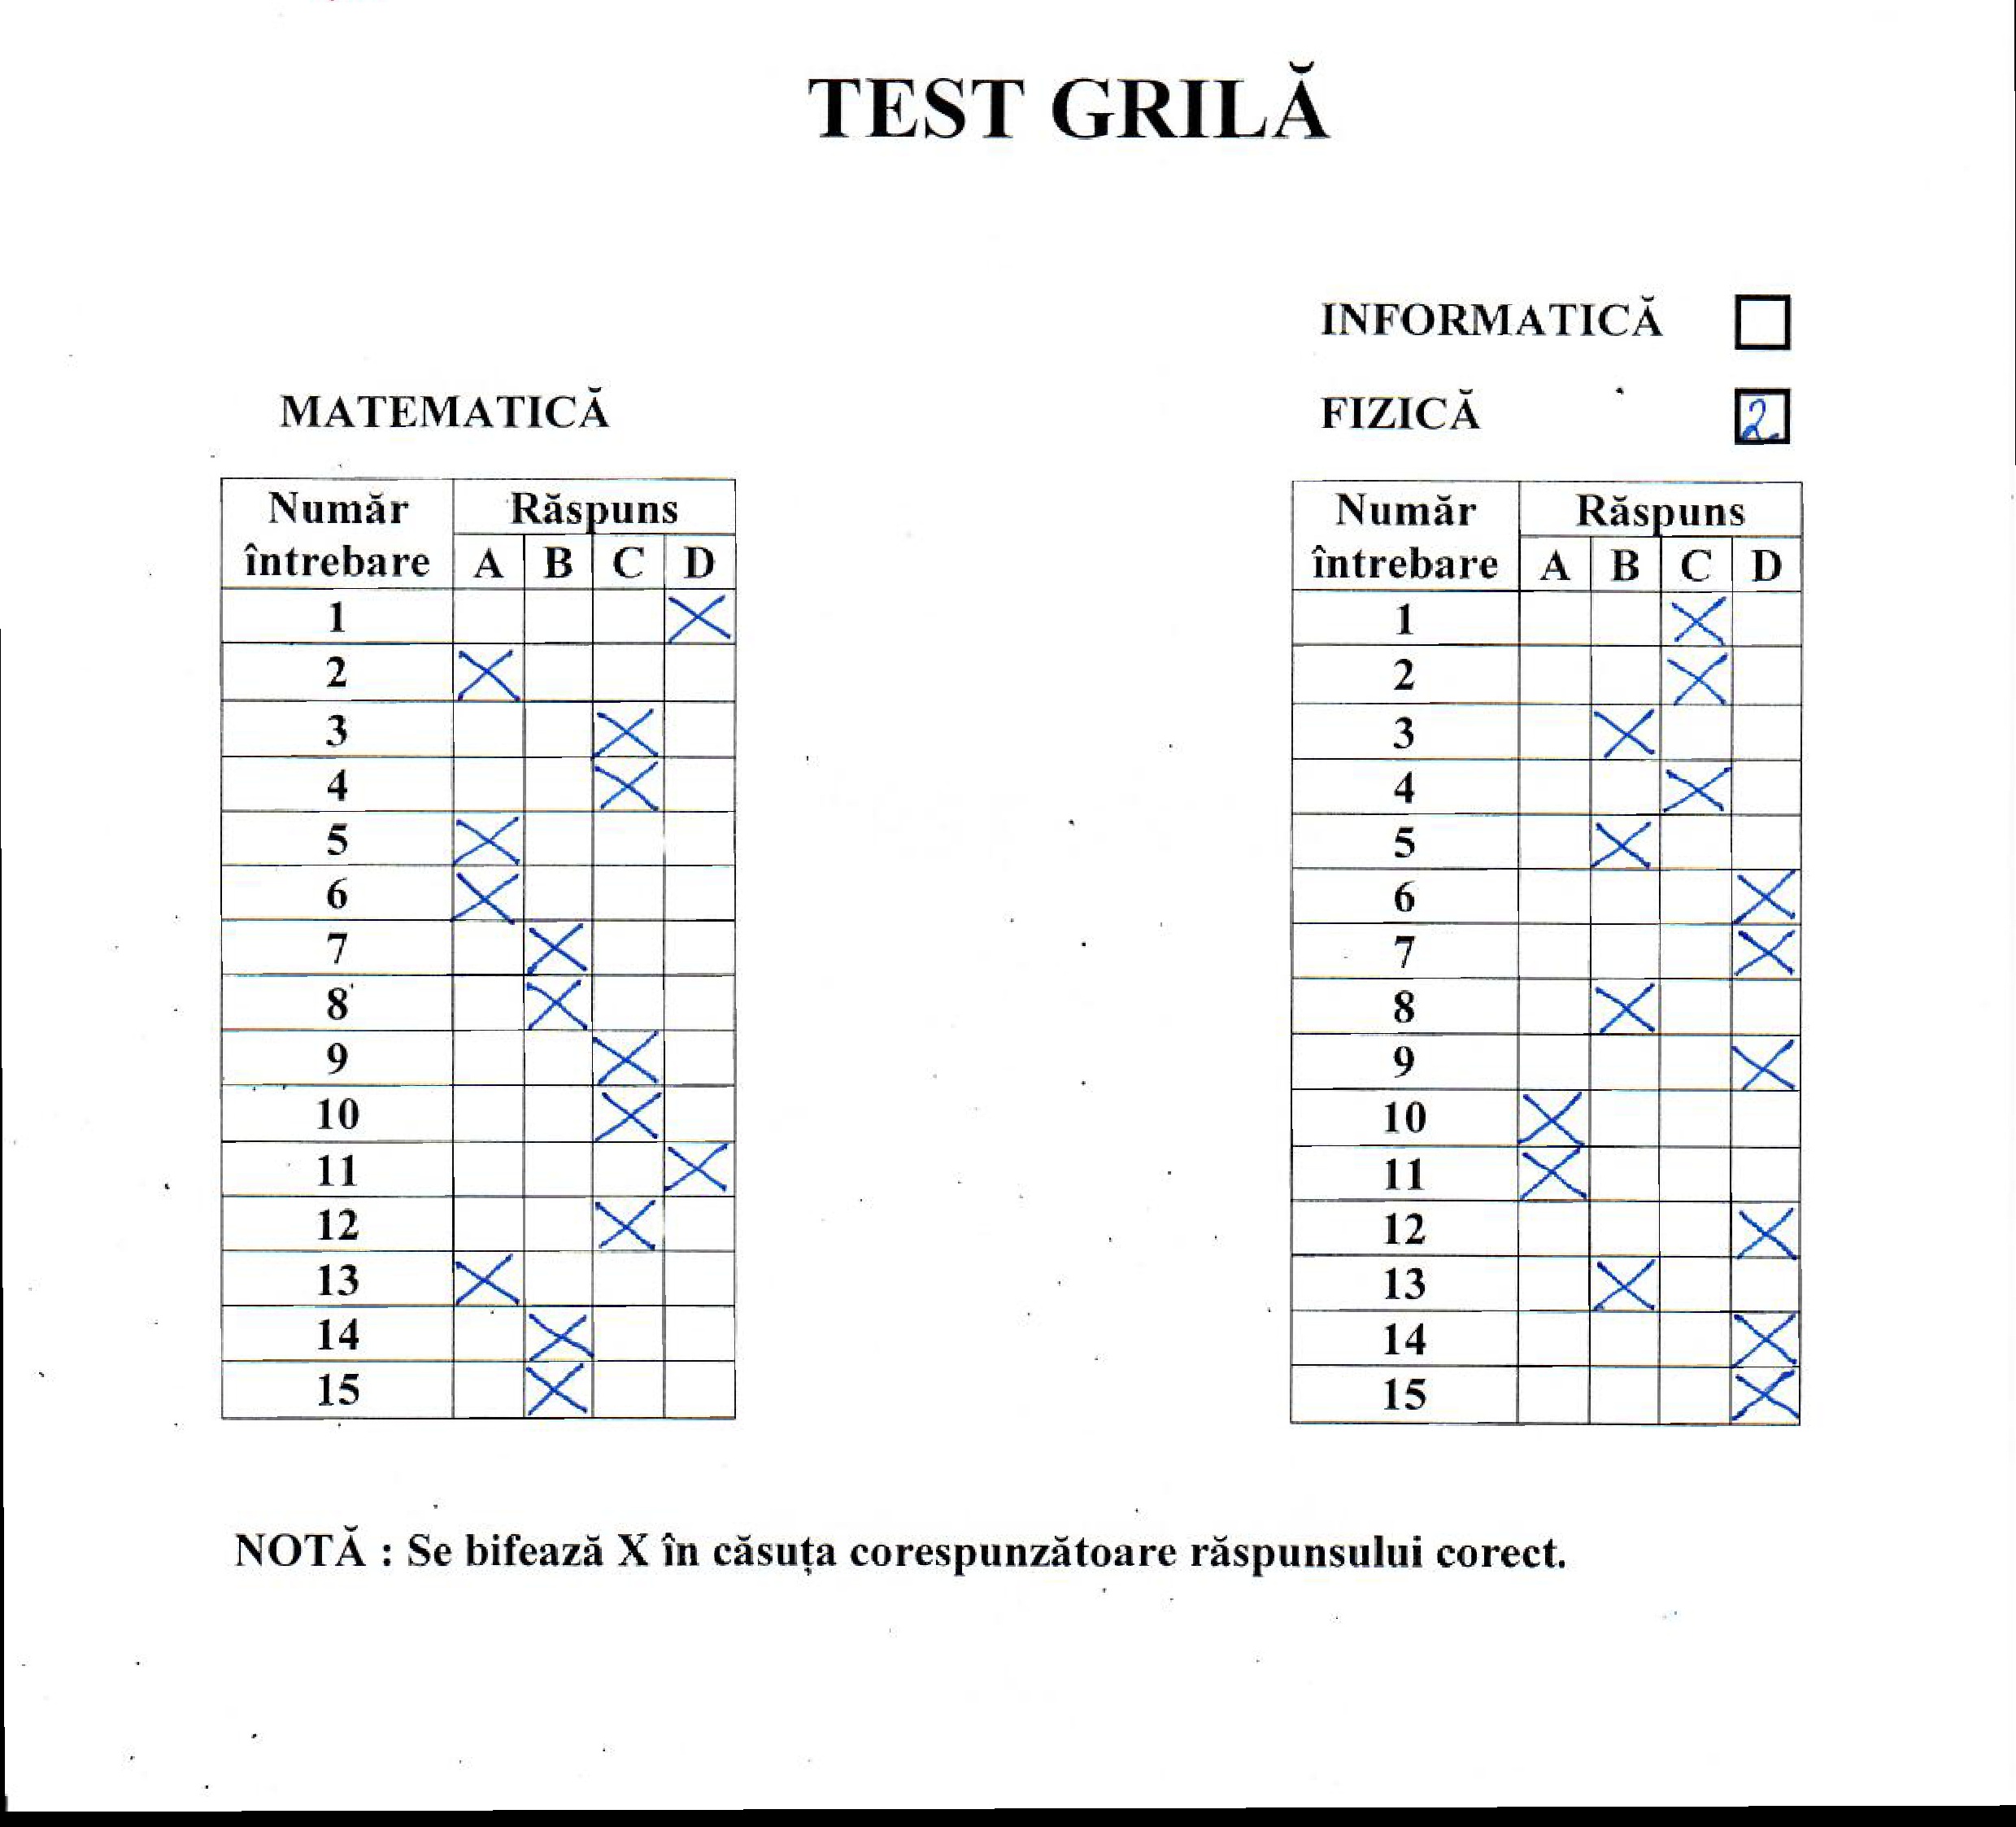 TEST GRILĂ
INFORMATICĂ
MATEMATICĂ
FIZICĂ 2
Număr întrebare Răspuns
A B C D
1 X
2 X
3 X
4 X
5 X
6 X
7 X
8 X
9 X
10 X
11 X
12 X
13 X
14 X
15 X
Număr întrebare Răspuns
A B C D
1 X
2 X
3 X
4 X
5 X
6 X
7 X
8 X
9 X
10 X
11 X
12 X
13 X
14 X
15 X
NOTĂ : Se bifează X în căsuța corespunzătoare răspunsului corect.